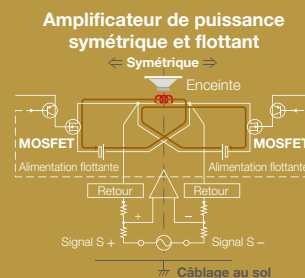 Amplificateur de puissance
symétrique et flottant
⇐ Symétrique ⇒
Enceinte
MOSFET
MOSFET
Alimentation flottante
Alimentation flottante
Retour
Retour
+
−
Signal S +
Signal S −
Câblage au sol